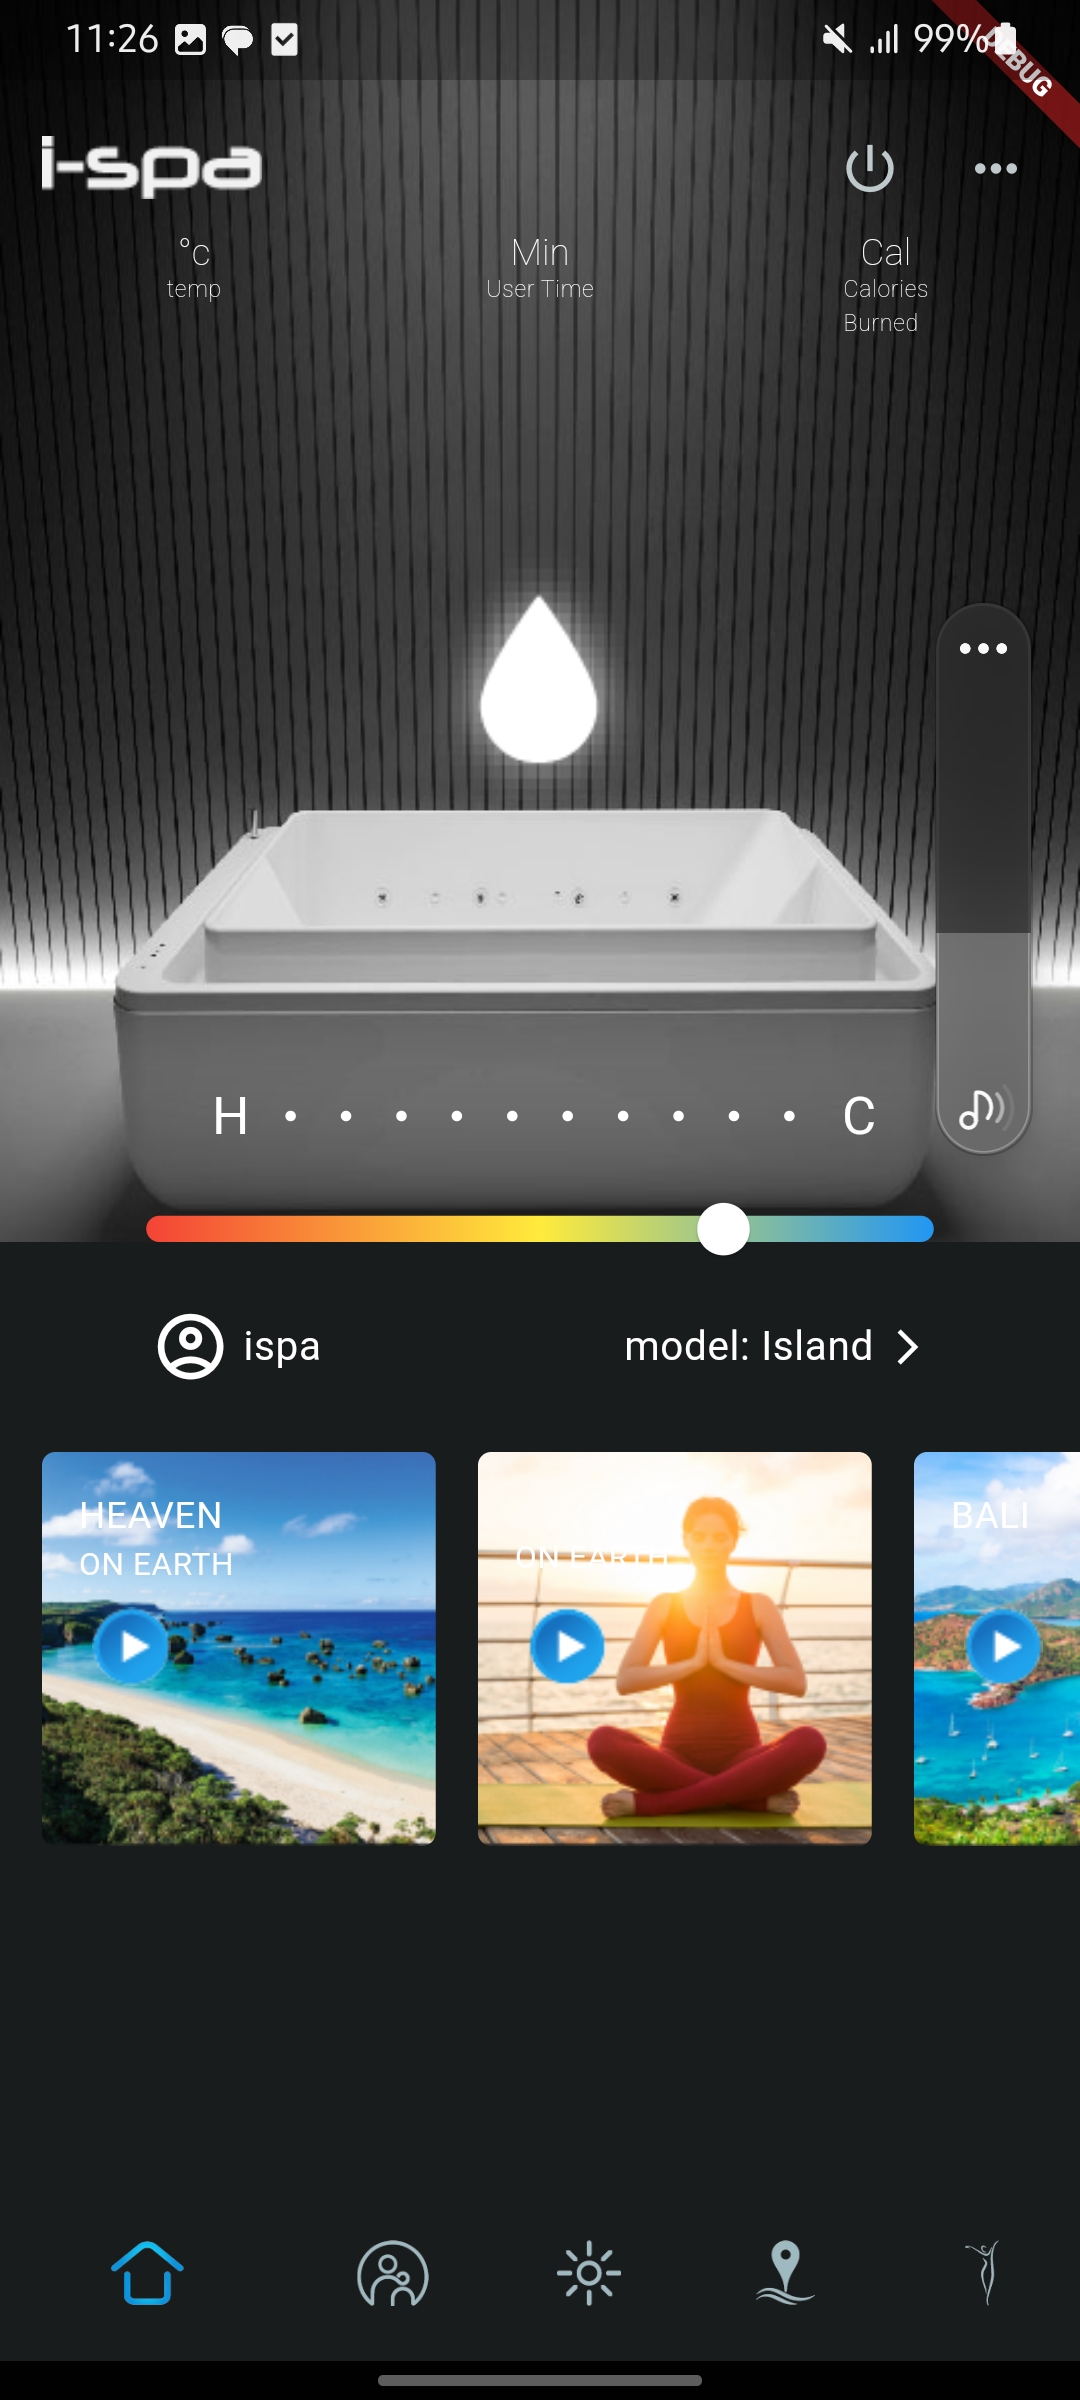 11:26
99%
DEBUG
i-spa
°c
temp
Min
User Time
Cal
Calories
Burned
H
C
ispa
model: Island
HEAVEN
ON EARTH
ON EARTH
BALI